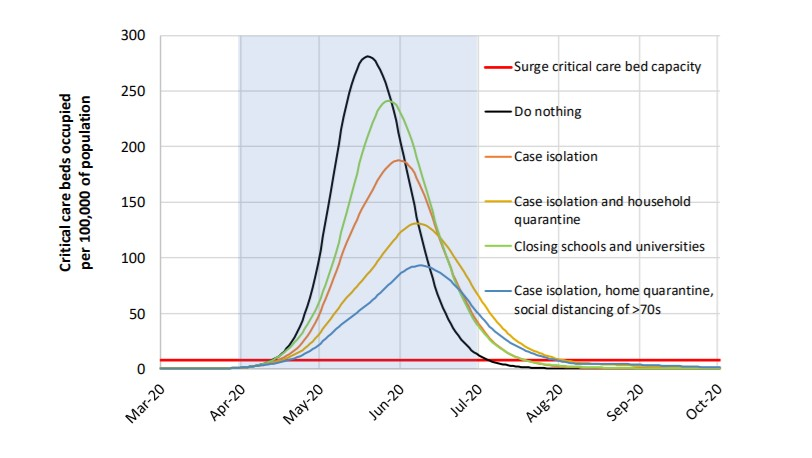 Critical care beds occupied
per 100,000 of population
300
250
200
150
100
50
0
Surge critical care bed capacity
Do nothing
Case isolation
Case isolation and household
quarantine
Closing schools and universities
Case isolation, home quarantine,
social distancing of >70s
Mar-20
Apr-20
May-20
Jun-20
Jul-20
Aug-20
Sep-20
Oct-20